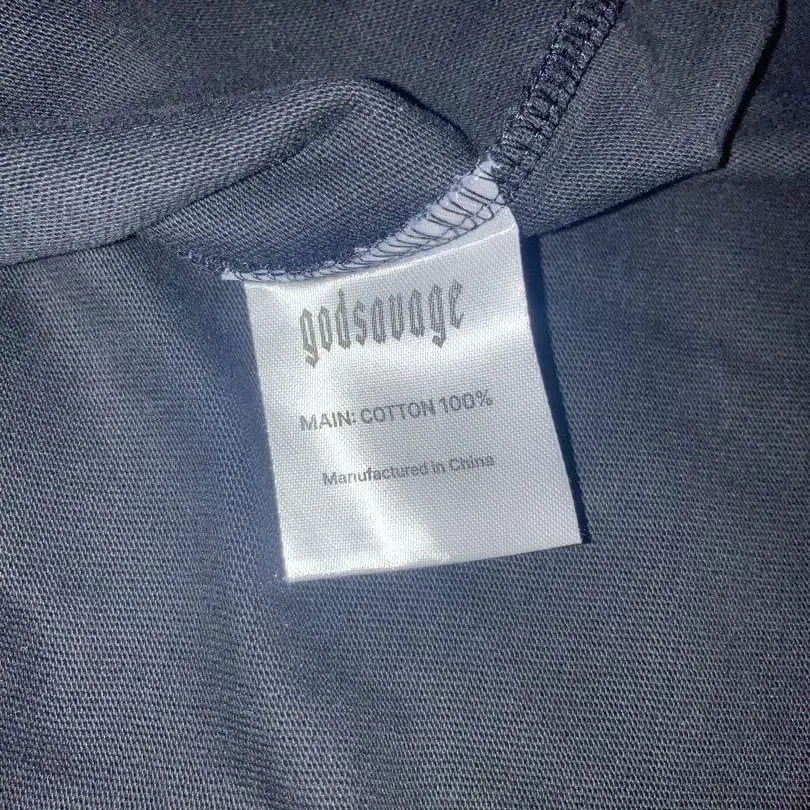 godsavage
MAIN: COTTON 100%
Manufactured in China